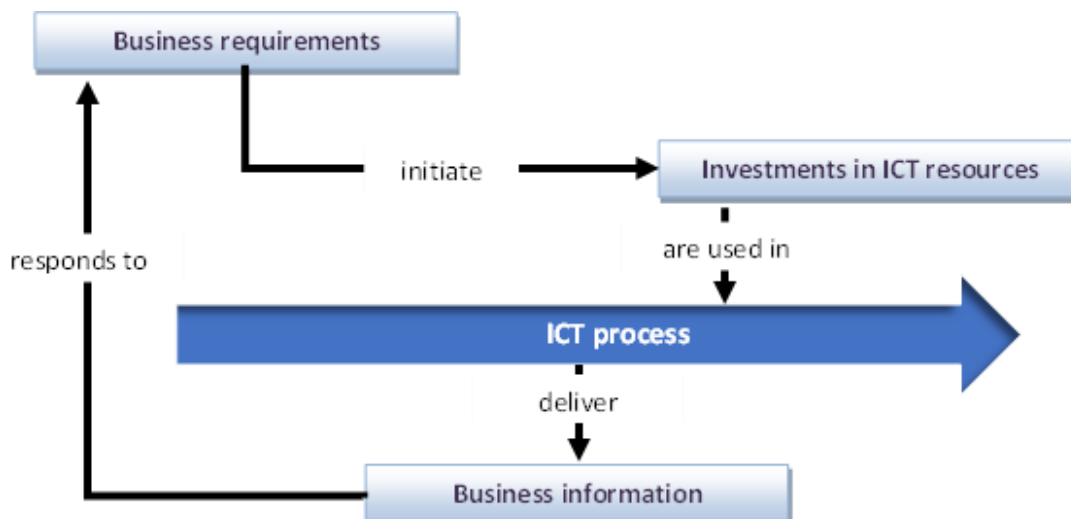 Business requirements
initiate
Investments in ICT resources
responds to
are used in
ICT process
deliver
Business information